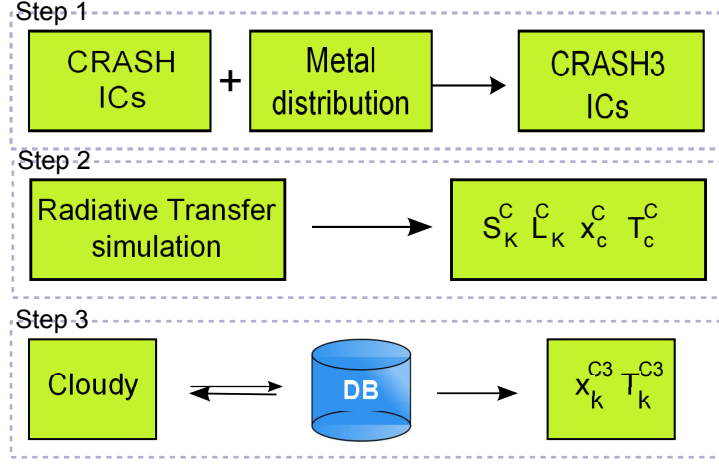 Step 1
CRASH
ICs
+
Metal
distribution
CRASH3
ICs
Step 2
Radiative Transfer
simulation
S_K^C L_K^C x_c^C T_c^C
Step 3
Cloudy
DB
x_k^C3 T_k^C3